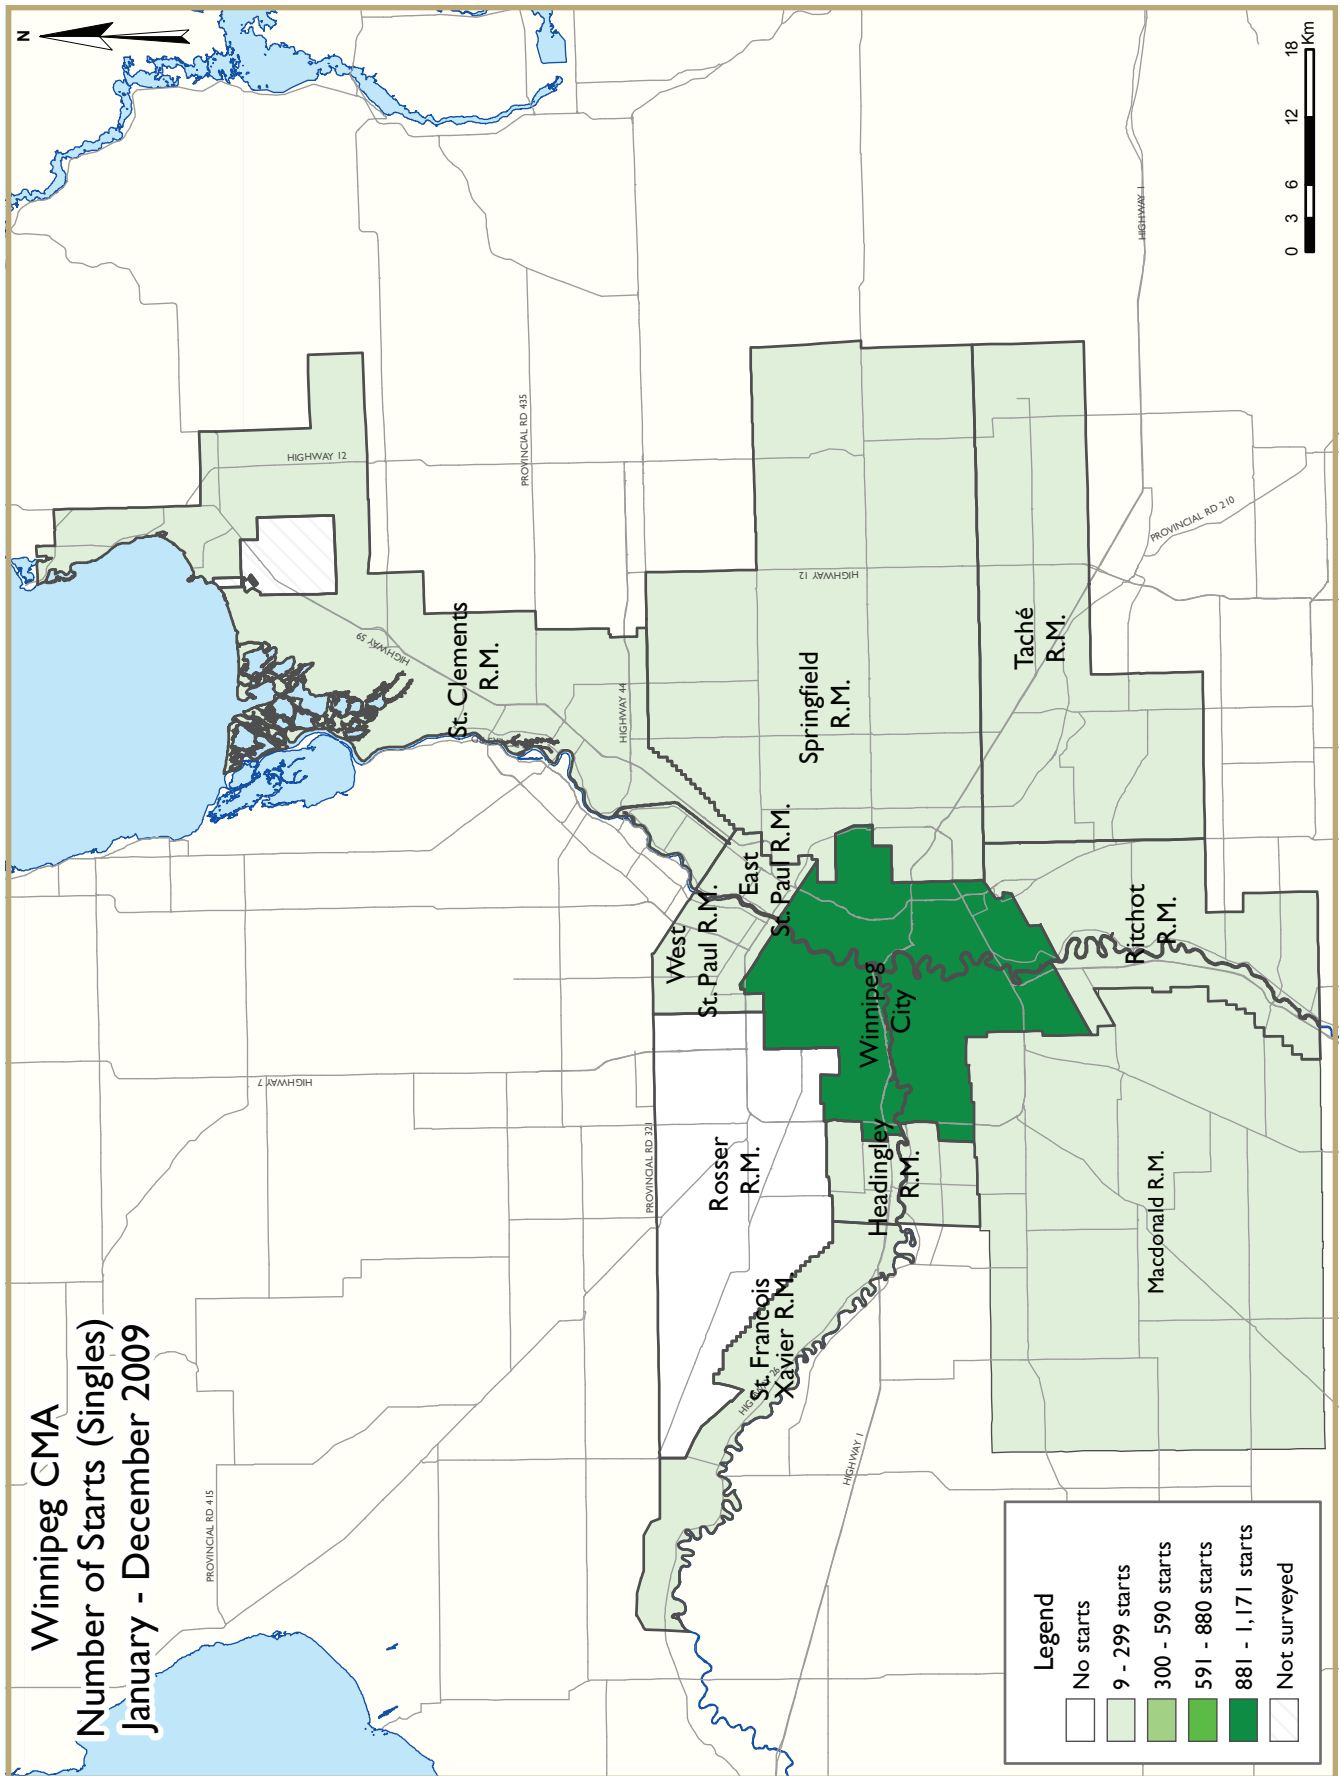 Winnipeg CMA
Number of Starts (Singles)
January - December 2009
N
PROVINCIAL RD 415
HIGHWAY 7
HIGHWAY 12
HIGHWAY 59
St. Clements
R.M.
PROVINCIAL RD 435
HIGHWAY 44
PROVINCIAL RD 321
West
St. Paul R.M.
East
St. Paul R.M.
Rosser
R.M.
St. Francois
Xavier R.M.
Springfield
R.M.
HIGHWAY 12
Winnipeg
City
Headingley
R.M.
HIGHWAY 1
Taché
R.M.
HIGHWAY 1
PROVINCIAL RD 210
Ritchot
R.M.
Macdonald R.M.
Legend
No starts
9 - 299 starts
300 - 590 starts
591 - 880 starts
881 - 1,171 starts
Not surveyed
0 3 6 12 18
Km